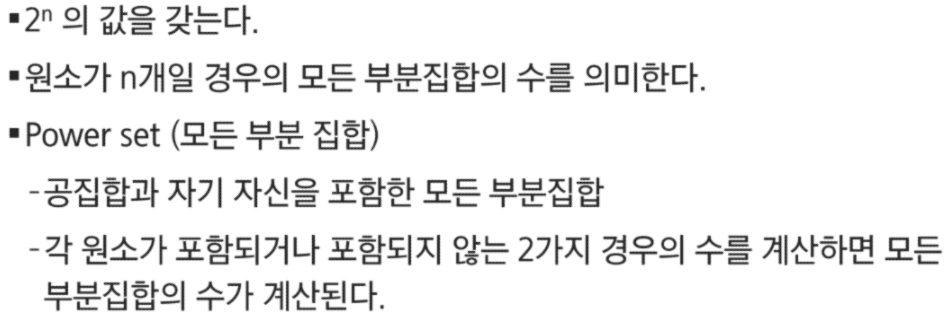 ▪2ⁿ 의 값을 갖는다.
▪원소가 n개일 경우의 모든 부분집합의 수를 의미한다.
▪Power set (모든 부분 집합)
-공집합과 자기 자신을 포함한 모든 부분집합
-각 원소가 포함되거나 포함되지 않는 2가지 경우의 수를 계산하면 모든
부분집합의 수가 계산된다.